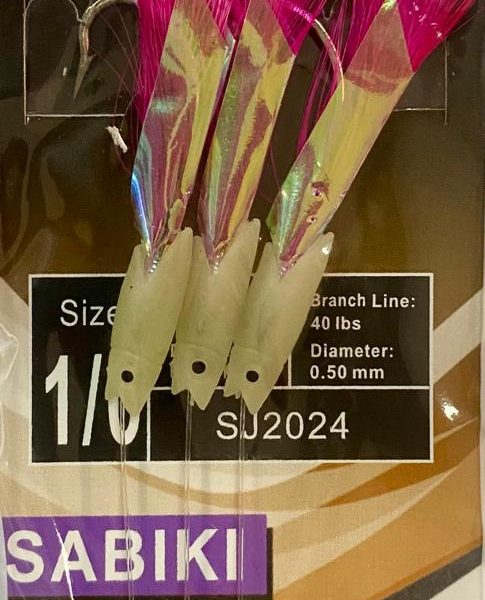 Size
1/0
Branch Line:
40 lbs
Diameter:
0.50 mm
SJ2024
SABIKI